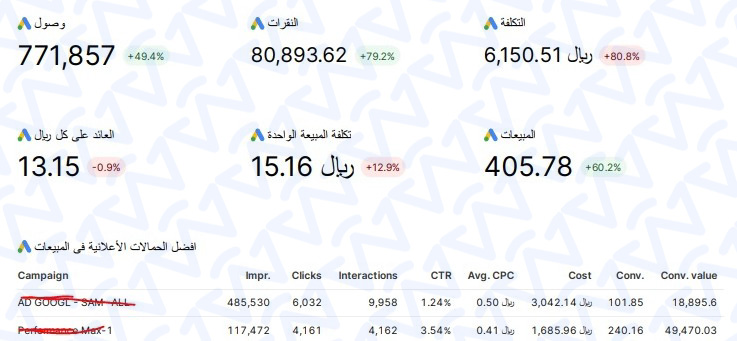 وصول
771,857 +49.4%
النقرات
80,893.62 +79.2%
التكلفة
6,150.51 ريال +80.8%
العائد على كل ريال
13.15 -0.9%
تكلفة المبيعة الواحدة
15.16 ريال +12.9%
المبيعات
405.78 +60.2%
افضل الحمالات الأعلانية في المبيعات
Campaign Impr. Clicks Interactions CTR Avg. CPC Cost Conv. Conv. value
AD GOOGL - SAM - ALL 485,530 6,032 9,958 1.24% 0.50 ريال 3,042.14 ريال 101.85 18,895.6
Performance Max-1 117,472 4,161 4,162 3.54% 0.41 ريال 1,685.96 ريال 240.16 49,470.03